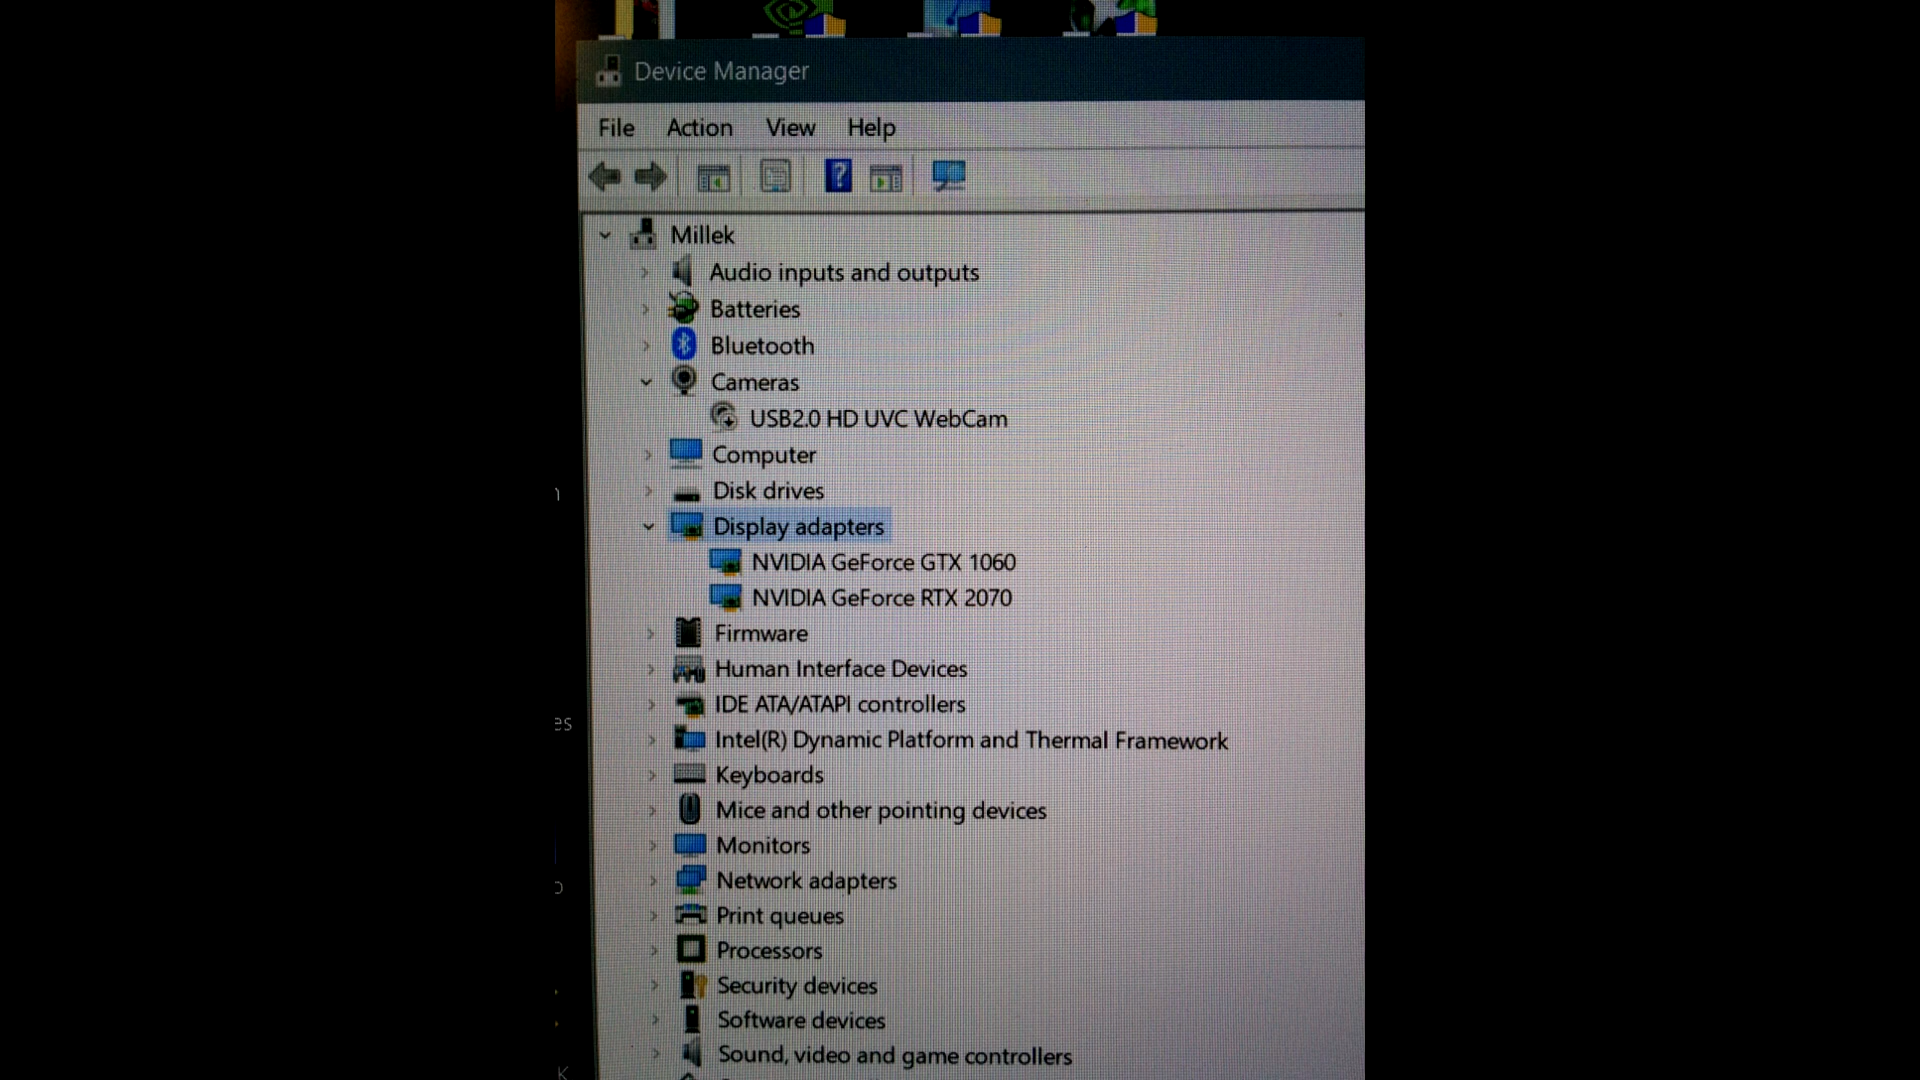 Device Manager
File Action View Help
Millek
Audio inputs and outputs
Batteries
Bluetooth
Cameras
USB2.0 HD UVC WebCam
Computer
Disk drives
Display adapters
NVIDIA GeForce GTX 1060
NVIDIA GeForce RTX 2070
Firmware
Human Interface Devices
IDE ATA/ATAPI controllers
Intel(R) Dynamic Platform and Thermal Framework
Keyboards
Mice and other pointing devices
Monitors
Network adapters
Print queues
Processors
Security devices
Software devices
Sound, video and game controllers